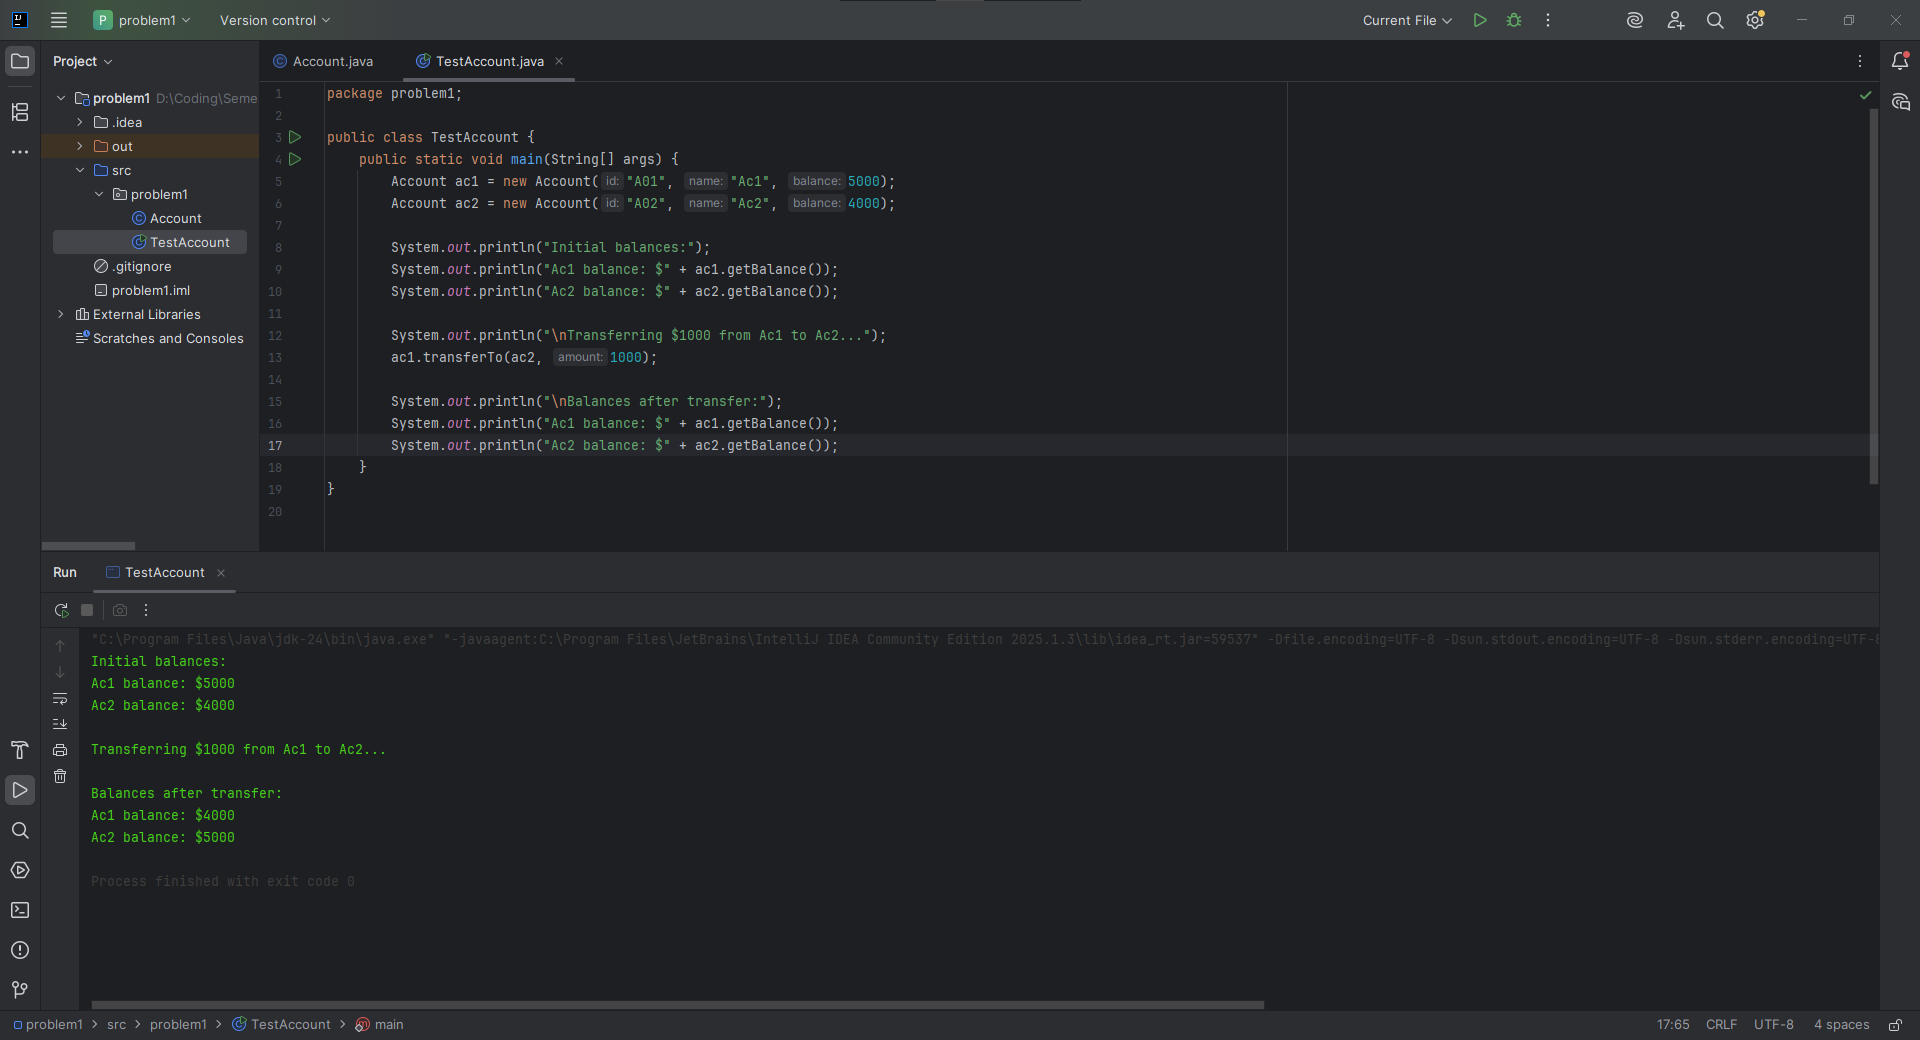 P problem1 Version control Current File
Project
Account.java TestAccount.java
problem1 D:\Coding\Seme
.idea
out
src
problem1
Account
TestAccount
.gitignore
problem1.iml
External Libraries
Scratches and Consoles
1 package problem1;
2
3 public class TestAccount {
4 public static void main(String[] args) {
5 Account ac1 = new Account( id: "A01", name: "Ac1", balance: 5000);
6 Account ac2 = new Account( id: "A02", name: "Ac2", balance: 4000);
7
8 System.out.println("Initial balances:");
9 System.out.println("Ac1 balance: $" + ac1.getBalance());
10 System.out.println("Ac2 balance: $" + ac2.getBalance());
11
12 System.out.println("\nTransferring $1000 from Ac1 to Ac2...");
13 ac1.transferTo(ac2, amount: 1000);
14
15 System.out.println("\nBalances after transfer:");
16 System.out.println("Ac1 balance: $" + ac1.getBalance());
17 System.out.println("Ac2 balance: $" + ac2.getBalance());
18 }
19 }
20
Run TestAccount
"C:\Program Files\Java\jdk-24\bin\java.exe" "-javaagent:C:\Program Files\JetBrains\IntelliJ IDEA Community Edition 2025.1.3\lib\idea_rt.jar=59537" -Dfile.encoding=UTF-8 -Dsun.stdout.encoding=UTF-8 -Dsun.stderr.encoding=UTF-8
Initial balances:
Ac1 balance: $5000
Ac2 balance: $4000
Transferring $1000 from Ac1 to Ac2...
Balances after transfer:
Ac1 balance: $4000
Ac2 balance: $5000
Process finished with exit code 0
problem1 > src > problem1 > TestAccount > main 17:65 CRLF UTF-8 4 spaces